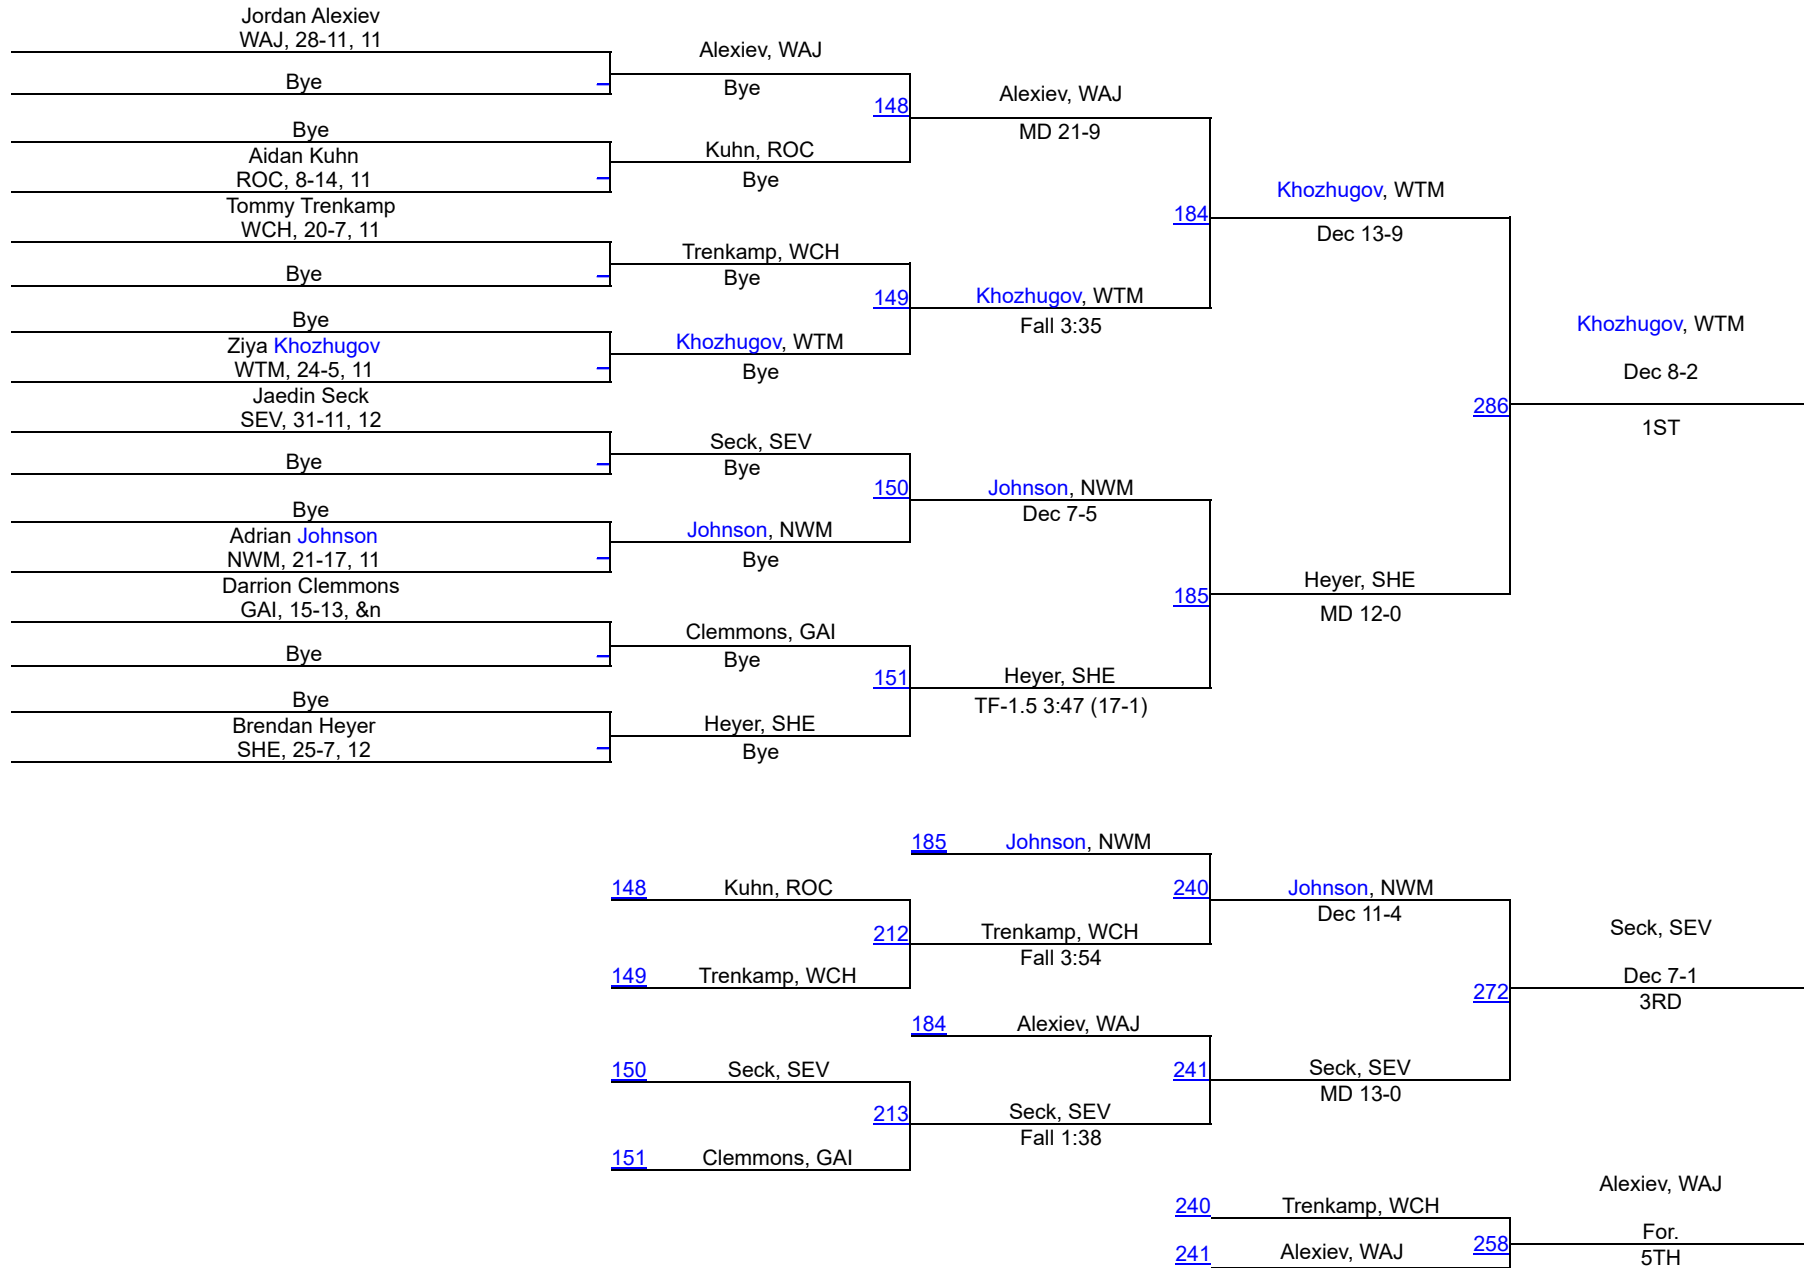 Jordan Alexiev
WAJ, 28-11, 11
Bye
Bye
Aidan Kuhn
ROC, 8-14, 11
Tommy Trenkamp
WCH, 20-7, 11
Bye
Bye
Ziya Khozhugov
WTM, 24-5, 11
Jaedin Seck
SEV, 31-11, 12
Bye
Bye
Adrian Johnson
NWM, 21-17, 11
Darrion Clemmons
GAI, 15-13, &n
Bye
Bye
Brendan Heyer
SHE, 25-7, 12
Alexiev, WAJ
Bye
148
Kuhn, ROC
Bye
Trenkamp, WCH
Bye
149
Khozhugov, WTM
Bye
Seck, SEV
Bye
150
Johnson, NWM
Bye
Clemmons, GAI
Bye
151
Heyer, SHE
Bye
Alexiev, WAJ
MD 21-9
184
Khozhugov, WTM
Fall 3:35
Johnson, NWM
Dec 7-5
185
Heyer, SHE
TF-1.5 3:47 (17-1)
Khozhugov, WTM
Dec 13-9
286
Heyer, SHE
MD 12-0
Khozhugov, WTM
Dec 8-2
1ST
185 Johnson, NWM
148 Kuhn, ROC
240
Johnson, NWM
Dec 11-4
212
Trenkamp, WCH
Fall 3:54
149 Trenkamp, WCH
Seck, SEV
Dec 7-1
272
3RD
184 Alexiev, WAJ
150 Seck, SEV
241
Seck, SEV
MD 13-0
213
Seck, SEV
Fall 1:38
151 Clemmons, GAI
240 Trenkamp, WCH
Alexiev, WAJ
For.
241 Alexiev, WAJ
258
5TH